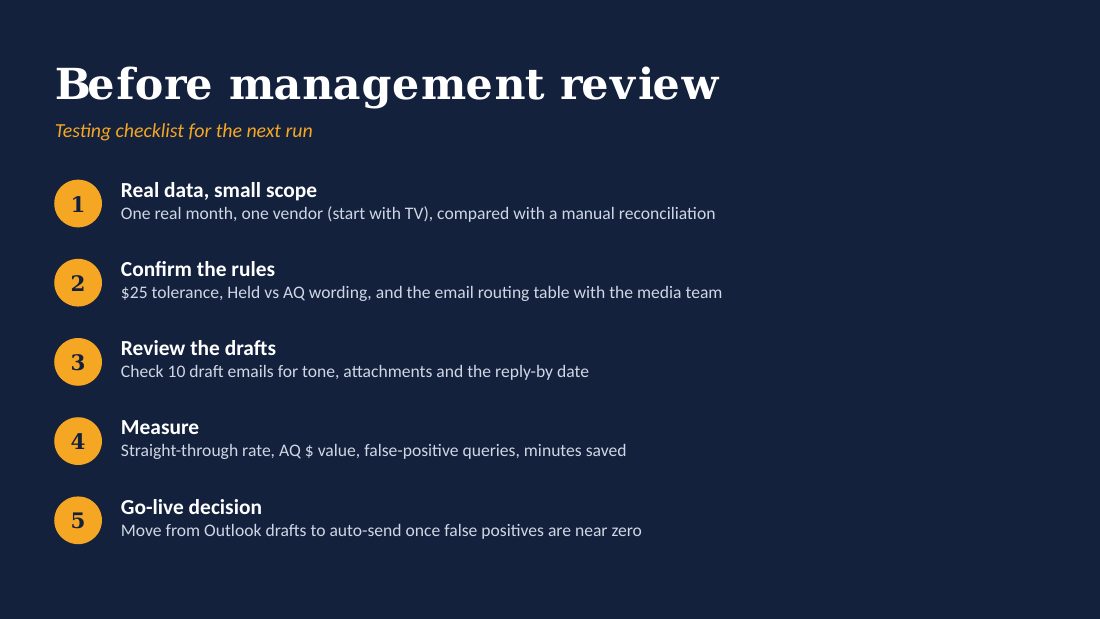 Before management review
Testing checklist for the next run
1
Real data, small scope
One real month, one vendor (start with TV), compared with a manual reconciliation
2
Confirm the rules
$25 tolerance, Held vs AQ wording, and the email routing table with the media team
3
Review the drafts
Check 10 draft emails for tone, attachments and the reply-by date
4
Measure
Straight-through rate, AQ $ value, false-positive queries, minutes saved
5
Go-live decision
Move from Outlook drafts to auto-send once false positives are near zero